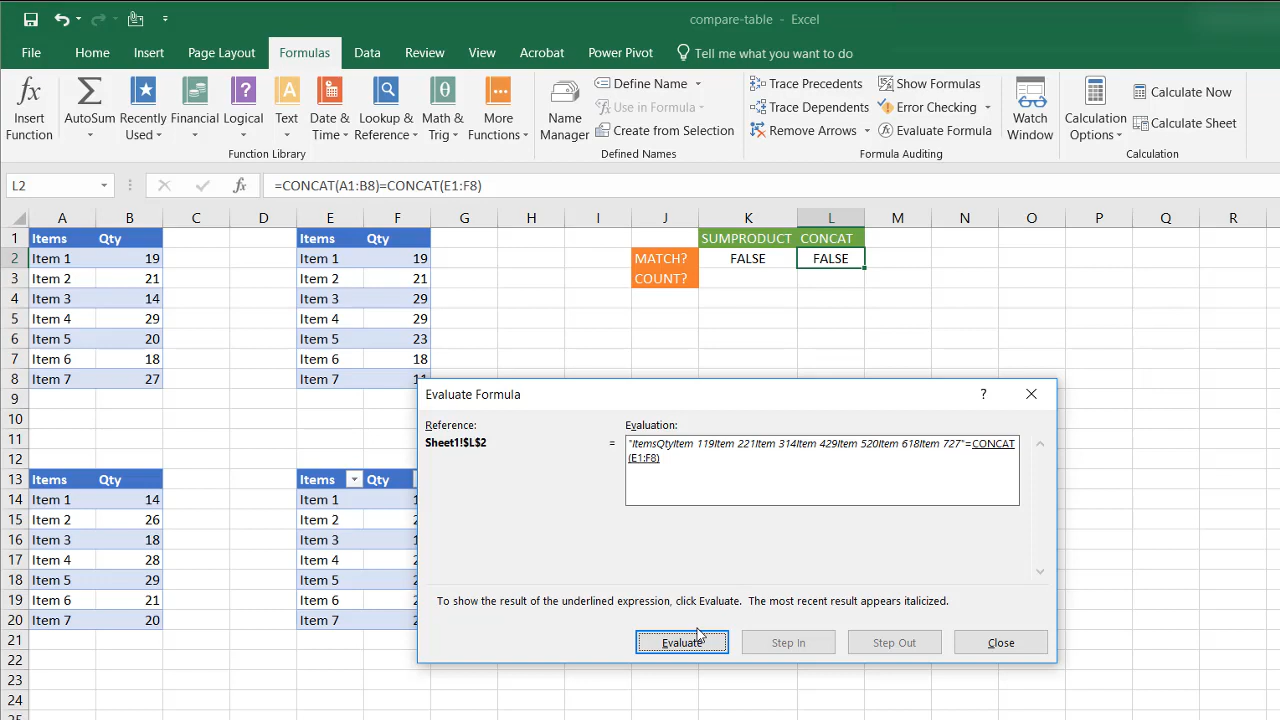 compare-table - Excel
File Home Insert Page Layout Formulas Data Review View Acrobat Power Pivot Tell me what you want to do
fx Σ ? A θ
Insert Function
AutoSum
Recently Used
Financial
Logical
Text
Date & Time
Lookup & Reference
Math & Trig
More Functions
Function Library
Name Manager
Define Name
Use in Formula
Create from Selection
Defined Names
Trace Precedents
Trace Dependents
Remove Arrows
Show Formulas
Error Checking
Evaluate Formula
Formula Auditing
Watch Window
Calculation Options
Calculate Now
Calculate Sheet
Calculation
L2 fx =CONCAT(A1:B8)=CONCAT(E1:F8)
A B C D E F G H I J K L M N O P Q R
1 Items Qty Items Qty SUMPRODUCT CONCAT
2 Item 1 19 Item 1 19 MATCH? FALSE FALSE
3 Item 2 21 Item 2 21 COUNT?
4 Item 3 14 Item 3 29
5 Item 4 29 Item 4 29
6 Item 5 20 Item 5 23
7 Item 6 18 Item 6 18
8 Item 7 27 Item 7
9
10
11
12
13 Items Qty Items Qty
14 Item 1 14 Item 1
15 Item 2 26 Item 2
16 Item 3 18 Item 3
17 Item 4 28 Item 4
18 Item 5 29 Item 5
19 Item 6 21 Item 6
20 Item 7 20 Item 7
21
22
23
24
Evaluate Formula ?
Reference: Evaluation:
Sheet1!$L$2 = "ItemsQtyItem 119Item 221Item 314Item 429Item 520Item 618Item 727"=CONCAT
(E1:F8)
To show the result of the underlined expression, click Evaluate. The most recent result appears italicized.
Evaluate Step In Step Out Close